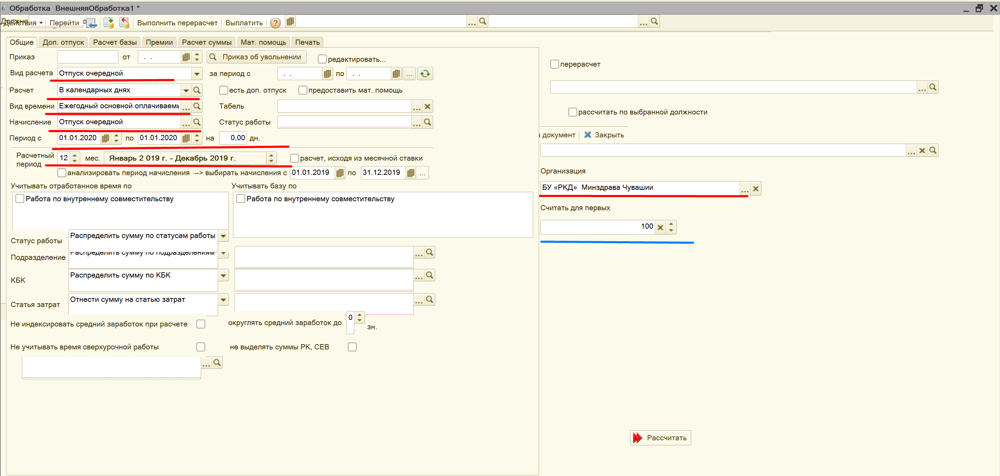 Обработка ВнешняяОбработка1 *
Действия Перейти Выполнить перерасчет Выплатить
Общие Доп. отпуск Расчет базы Премии Расчет суммы Мат. помощь Печать
Приказ от . . Приказ об увольнении редактировать...
перерасчет
Вид расчета Отпуск очередной за период с . . по . . ...
Расчет В календарных днях есть доп. отпуск предоставить мат. помощь
Вид времени Ежегодный основной оплачиваемь ... Табель ...
рассчитать по выбранной должности
Начисление Отпуск очередной ... Статус работы ...
Период с 01.01.2020 по 01.01.2020 на 0,00 дн.
документ Закрыть
Расчетный период 12 мес. Январь 2 019 г. - Декабрь 2019 г. расчет, исходя из месячной ставки
анализировать период начисления --> выбирать начисления с 01.01.2019 по 31.12.2019 ...
Организация
Учитывать отработанное время по Учитывать базу по
БУ «РКД» Минздрава Чувашии ...
Работа по внутреннему совместительству Работа по внутреннему совместительству
Считать для первых
100
Статус работы Распределить сумму по статусам работы
Подразделение Распределить сумму по подразделениям ...
КБК Распределить сумму по КБК ...
Статья затрат Отнести сумму на статью затрат ...
Не индексировать средний заработок при расчете округлять средний заработок до 0 зн.
Не учитывать время сверхурочной работы не выделять суммы РК, СЕВ
...
Рассчитать